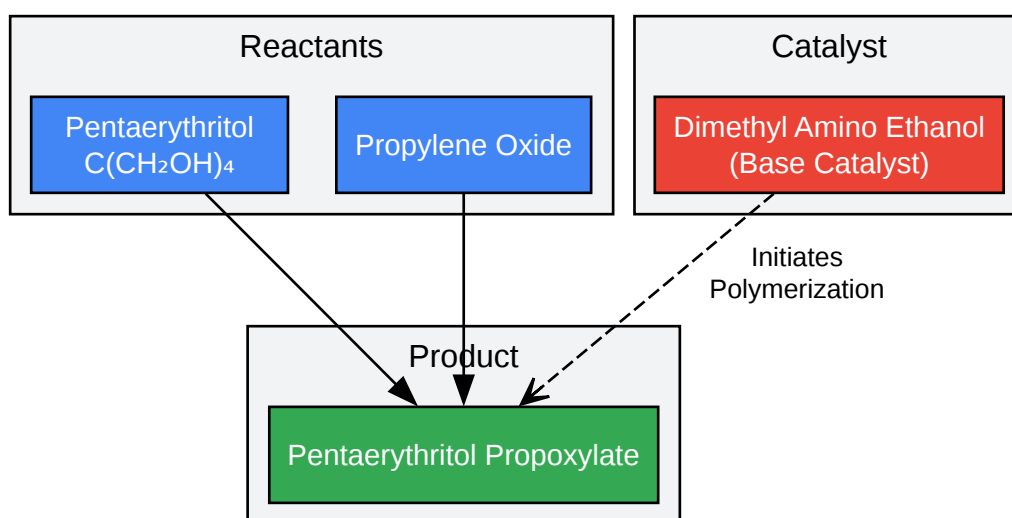 Reactants
Catalyst
Pentaerythritol
C(CH₂OH)₄
Propylene Oxide
Dimethyl Amino Ethanol
(Base Catalyst)
Initiates
Polymerization
Product
Pentaerythritol Propoxylate